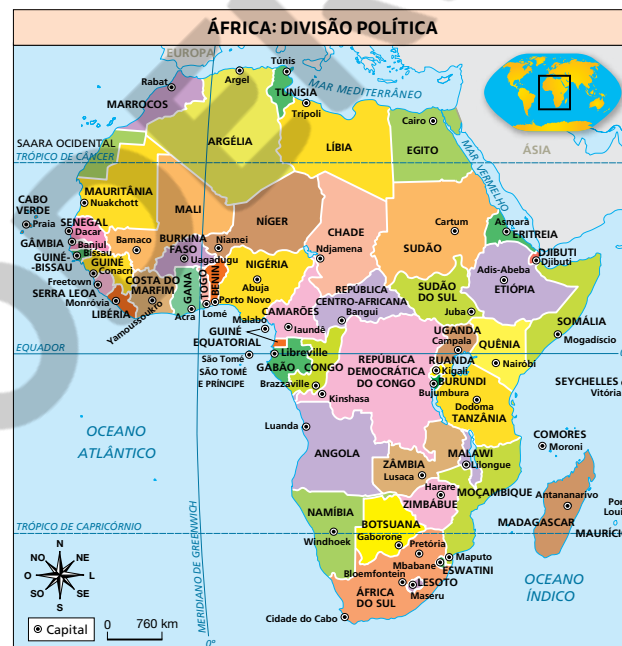 ÁFRICA: DIVISÃO POLÍTICA
EUROPA
Túnis
Argel
Rabat
MAR MEDITERRÂNEO
TUNÍSIA
MARROCOS
Trípoli
SAARA OCIDENTAL
ARGÉLIA
LÍBIA
Cairo
EGITO
ÁSIA
TRÓPICO DE CÂNCER
MAR VERMELHO
MAURITÂNIA
Nuakchott
CABO
VERDE
Praia
MALI
NÍGER
CHADE
SUDÃO
Cartum
Asmará
ERITREIA
SENEGAL
Dacar
GÂMBIA
Banjul
Bamaco
BURKINA
FASO
Niamei
Uagadugu
Ndjamena
DJIBUTI
Djibuti
GUINÉ-
-BISSAU
Bissau
GUINÉ
Conacri
NIGÉRIA
Abuja
Adis-Abeba
ETIÓPIA
Freetown
SERRA LEOA
COSTA DO
MARFIM
GANA
TOGO
BENIN
Porto Novo
REPÚBLICA
CENTRO-AFRICANA
Bangui
SUDÃO
DO SUL
Juba
Monróvia
LIBÉRIA
Yamoussoukro
Acra
Lomé
Malabo
CAMARÕES
Iaundê
SOMÁLIA
Mogadíscio
GUINÉ
EQUATORIAL
UGANDA
Campala
QUÊNIA
Nairóbi
EQUADOR
0°
São Tomé
SÃO TOMÉ
E PRÍNCIPE
Libreville
GABÃO
CONGO
Brazzaville
Kinshasa
REPÚBLICA
DEMOCRÁTICA
DO CONGO
RUANDA
Kigali
BURUNDI
Bujumbura
Dodoma
TANZÂNIA
SEYCHELLES
Vitória
OCEANO
ATLÂNTICO
Luanda
ANGOLA
ZÂMBIA
Lusaca
MALAVI
Lilongue
COMORES
Moroni
Harare
ZIMBÁBUE
MOÇAMBIQUE
Antananarivo
MADAGASCAR
Por
Loui
MAURÍCI
TRÓPICO DE CAPRICÓRNIO
NAMÍBIA
Windhoek
BOTSUANA
Gaborone
Pretória
Maputo
Mbabane
ESWATINI
Bloemfontein
LESOTO
Maseru
ÁFRICA
DO SUL
Cidade do Cabo
OCEANO
ÍNDICO
MERIDIANO DE GREENWICH
0°
N
NO
NE
O
L
SO
SE
S
Capital
0
760 km